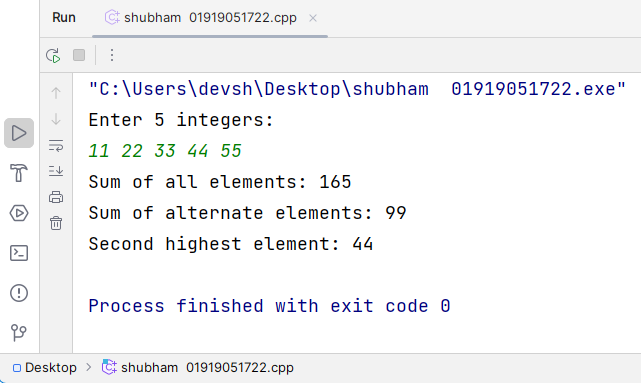 Run shubham  01919051722.cpp
"C:\Users\devsh\Desktop\shubham  01919051722.exe"
Enter 5 integers:
11 22 33 44 55
Sum of all elements: 165
Sum of alternate elements: 99
Second highest element: 44
Process finished with exit code 0
Desktop > shubham  01919051722.cpp